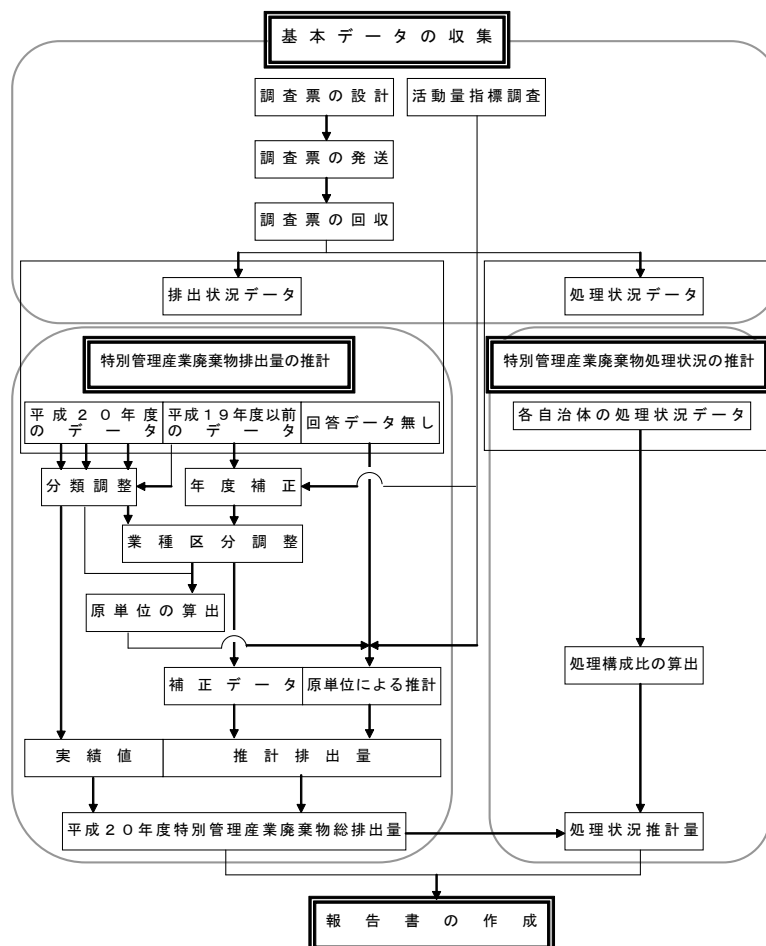 基本データの収集
調査票の設計
活動量指標調査
調査票の発送
調査票の回収
排出状況データ
処理状況データ
特別管理産業廃棄物排出量の推計
特別管理産業廃棄物処理状況の推計
平成２０年度
のデータ
平成19年度以前
のデータ
回答データ無し
各自治体の処理状況データ
分類調整
年度補正
業種区分調整
原単位の算出
処理構成比の算出
補正データ
原単位による推計
実績値
推計排出量
平成２０年度特別管理産業廃棄物総排出量
処理状況推計量
報告書の作成